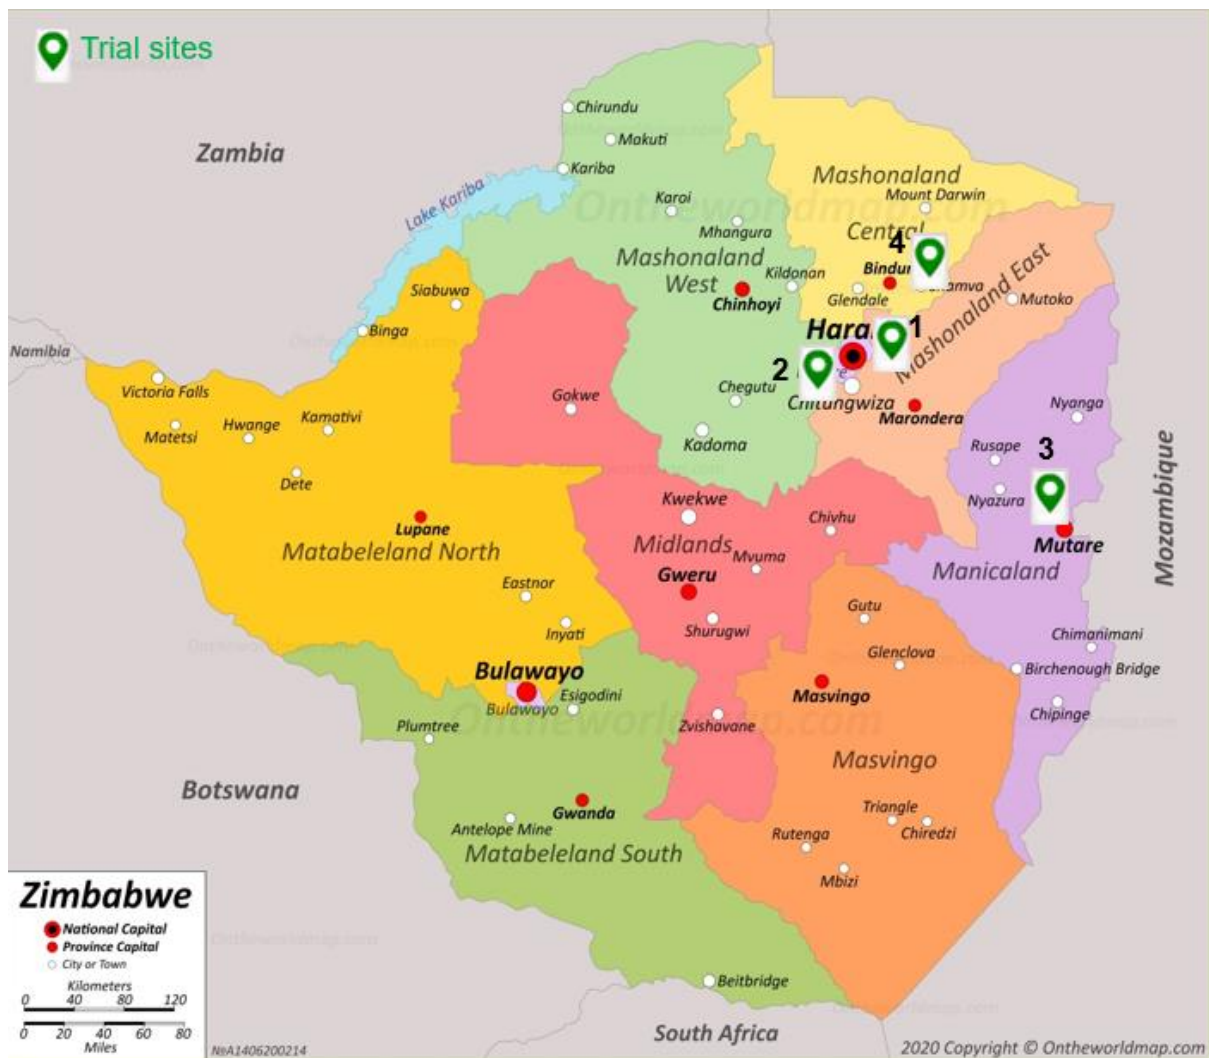 Trial sites
Chirundu
Makuti
Zambia
Kariba
Mashonaland
Central
Mount Darwin
Lake Kariba
Karoi
Mhangura
4
Mashonaland
West
Kildonan
Glendale
Mashonaland East
Mutoko
Siabuwa
Chinhoyi
Binga
1
Namibia
2
Victoria Falls
Chegutu
Chitungwiza
Gokwe
Marondera
Nyanga
Matetsi
Hwange
Kamativi
Kadoma
Rusape
3
Dete
Nyazura
Mozambique
Kwekwe
Chivhu
Lupane
Matabeleland North
Midlands
Mvuma
Mutare
Manicaland
Gweru
Eastnor
Inyati
Shurugwi
Gutu
Glenclova
Chimanimani
Birchenough Bridge
Bulawayo
Bulawayo
Esigodini
Masvingo
Chipinge
Plumtree
Zvishavane
Ontheworldmap.com
Masvingo
Botswana
Gwanda
Antelope Mine
Matabeleland South
Triangle
Chiredzi
Rutenga
Mbizi
Zimbabwe
National Capital
Province Capital
City or Town
Kilometers
0 40 80 120
0 20 40 60 80
Miles
Beitbridge
South Africa
№A1406200214
2020 Copyright © Ontheworldmap.com